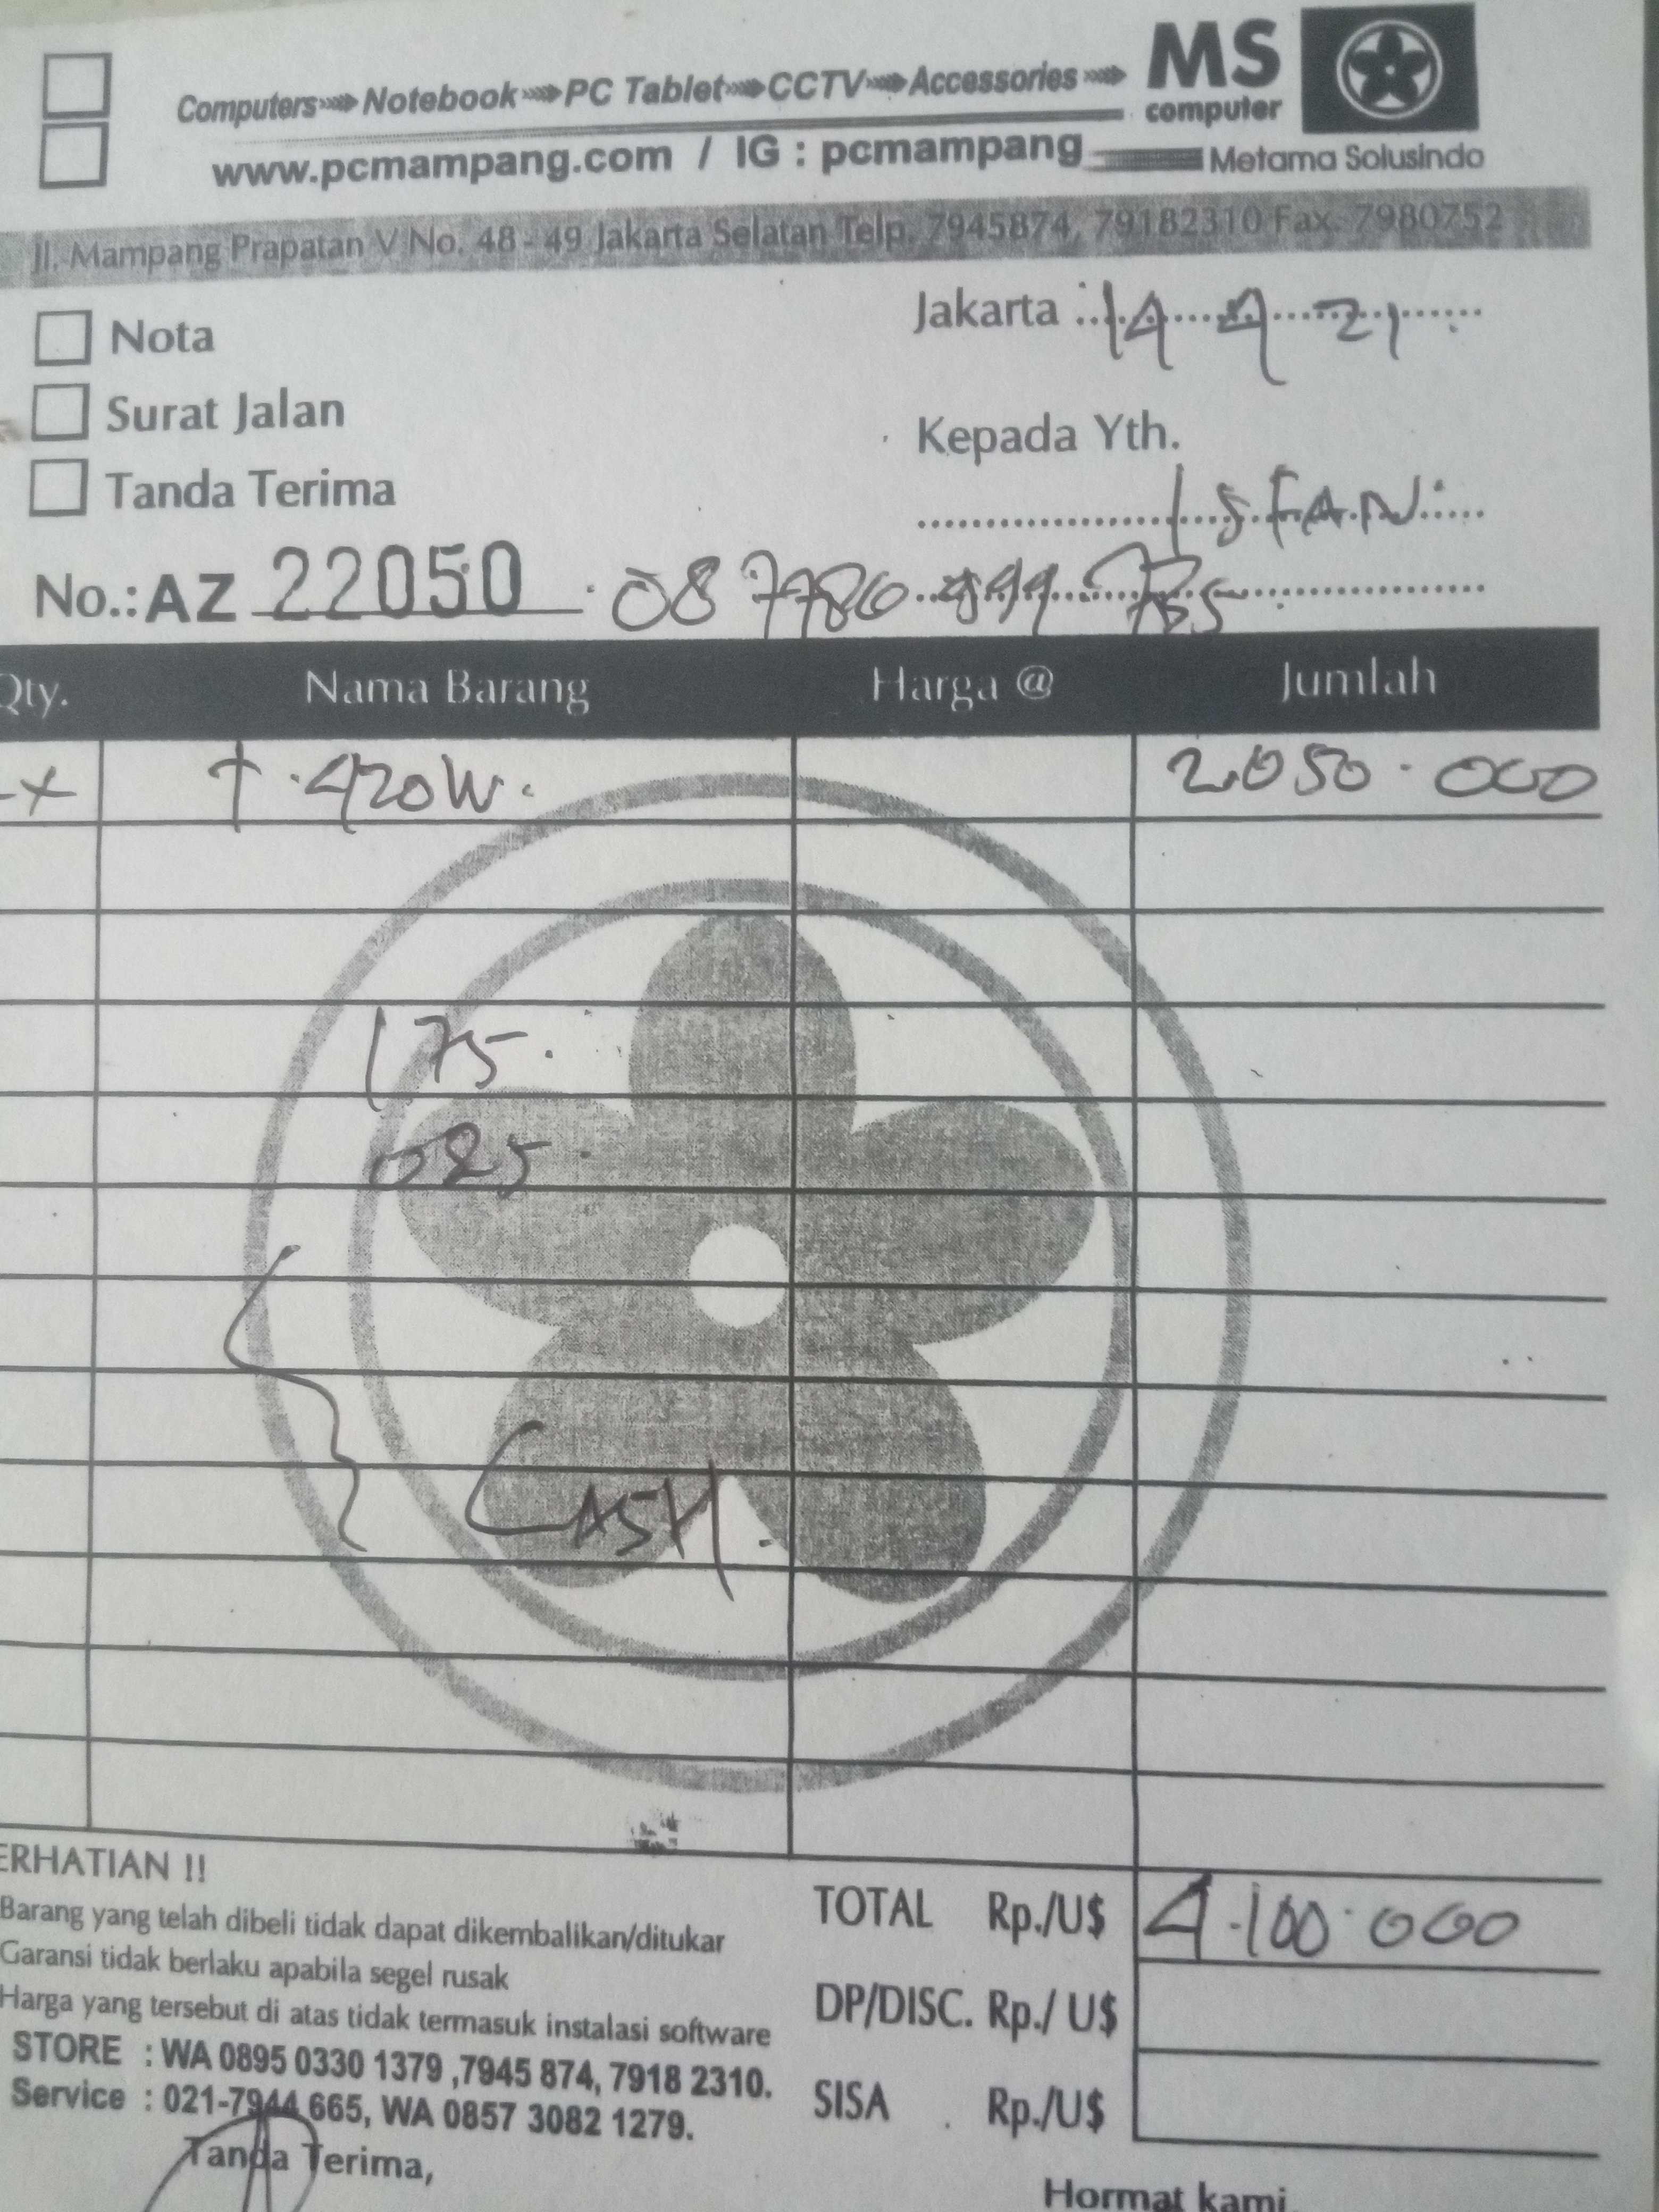 Computers Notebook PC Tablet CCTV Accessories
MS
computer
www.pcmampang.com / IG : pcmampang
Metama Solusindo
Jl. Mampang Prapatan V No. 48 - 49 Jakarta Selatan Telp. 7945874, 79182310 Fax. 7980752
Jakarta : 14 9 21
Nota
Surat Jalan
Kepada Yth.
Tanda Terima
ISFAN
No.: AZ 22050
Qty. Nama Barang Harga @ Jumlah
T.420W. 2.050.000
175.
025.
CASH.
ERHATIAN !!
Barang yang telah dibeli tidak dapat dikembalikan/ditukar
Garansi tidak berlaku apabila segel rusak
Harga yang tersebut di atas tidak termasuk instalasi software
STORE : WA 0895 0330 1379 ,7945 874, 7918 2310.
Service : 021-7944 665, WA 0857 3082 1279.
TOTAL Rp./U$ 4.100.000
DP/DISC. Rp./ U$
SISA Rp./U$
Tanda Terima,
Hormat kami,